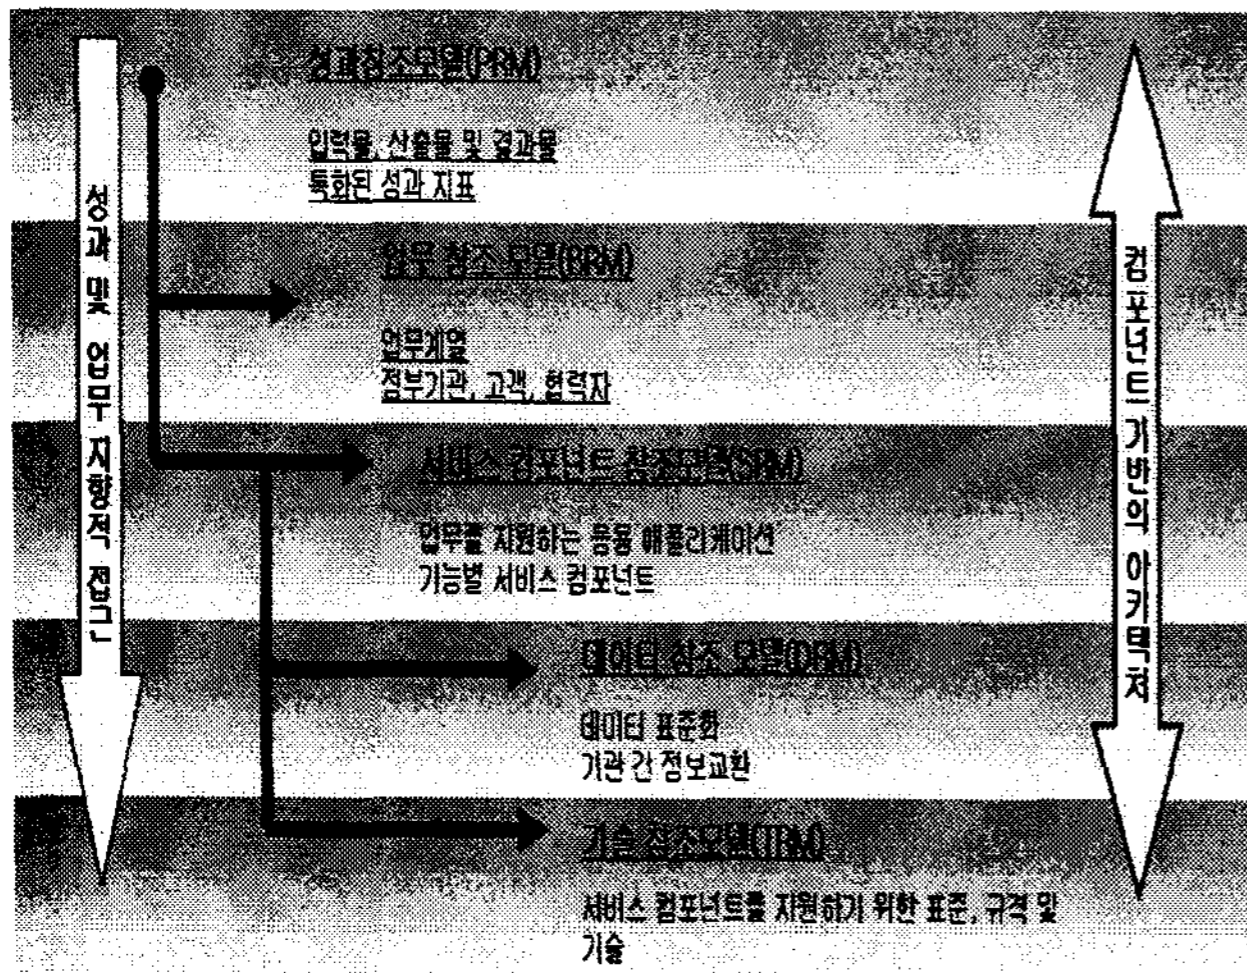 성과참조모델(PRM)
입력물, 산출물 및 결과물
특화된 성과 지표
업무 참조 모델(BRM)
업무계열
정부기관, 고객, 협력자
서비스 컴포넌트 참조모델(SRM)
업무를 지원하는 응용 애플리케이션
기능별 서비스 컴포넌트
데이터 참조 모델(DRM)
데이터 표준화
기관 간 정보교환
기술 참조모델(TRM)
서비스 컴포넌트를 지원하기 위한 표준, 규격 및
기술
성과 및 업무 지향적 접근
컴포넌트 기반의 아키텍처